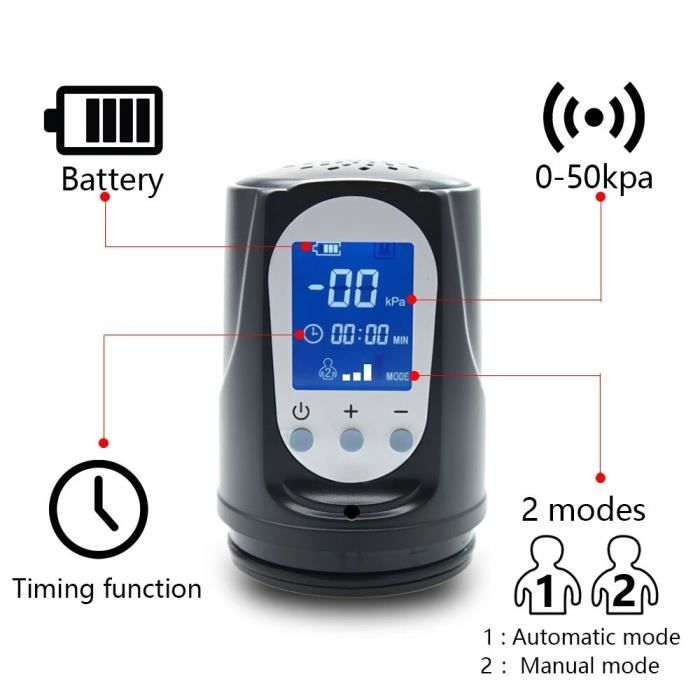 Battery
0-50kpa
M
-00 kPa
00:00 MIN
2 MODE
+ −
Timing function
2 modes
1 2
1 : Automatic mode
2 : Manual mode